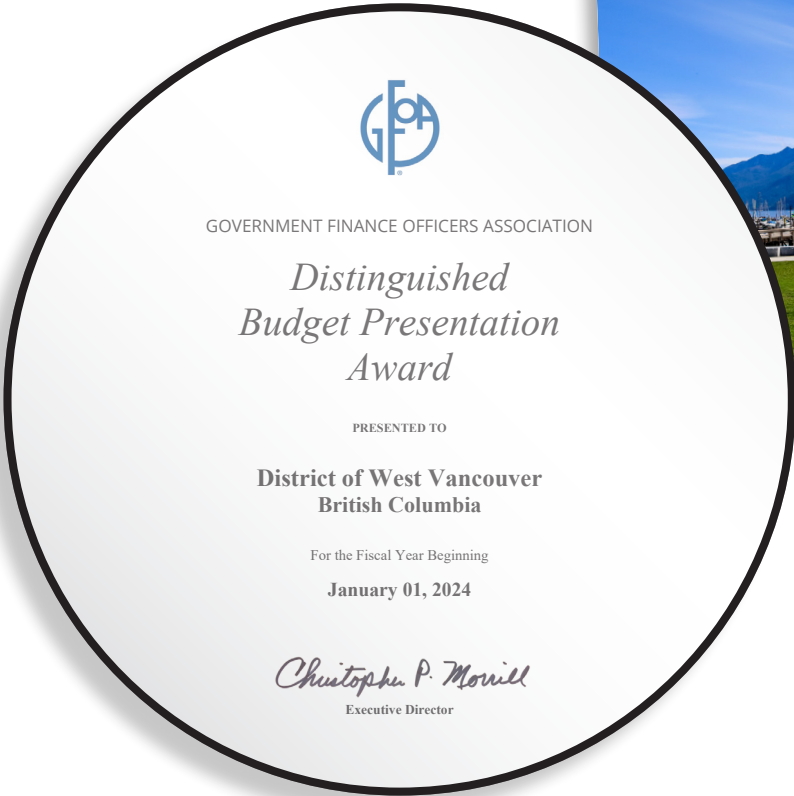 GFOA
GOVERNMENT FINANCE OFFICERS ASSOCIATION
Distinguished
Budget Presentation
Award
PRESENTED TO
District of West Vancouver
British Columbia
For the Fiscal Year Beginning
January 01, 2024
Christopher P. Morrill
Executive Director